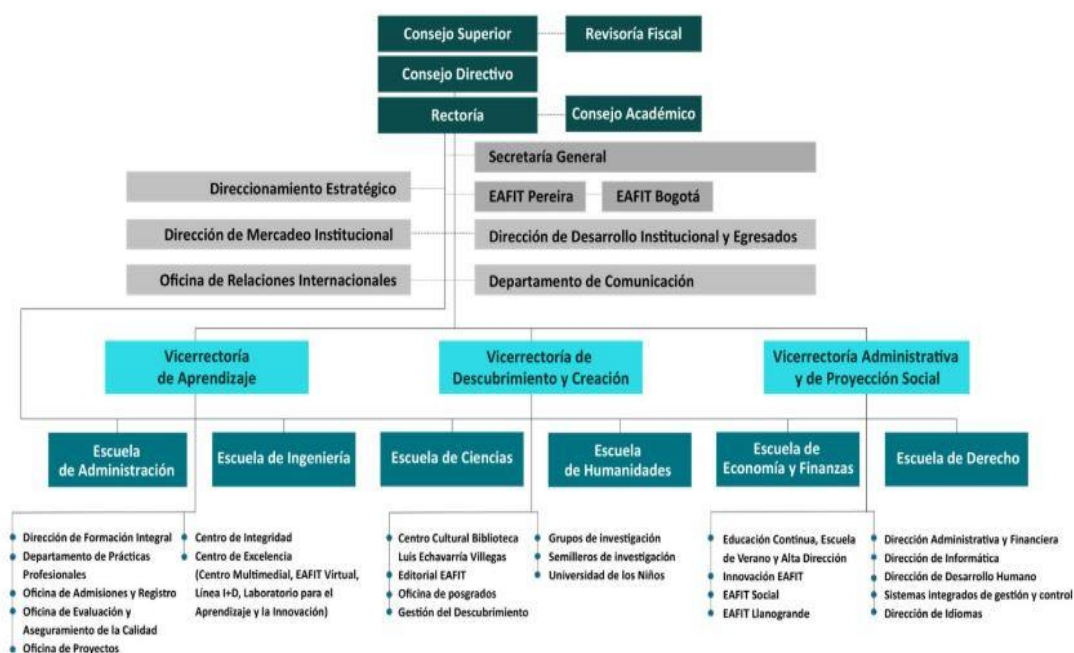 Consejo Superior
Revisoría Fiscal
Consejo Directivo
Rectoría
Consejo Académico
Secretaría General
Direccionamiento Estratégico
EAFIT Pereira
EAFIT Bogotá
Dirección de Mercadeo Institucional
Dirección de Desarrollo Institucional y Egresados
Oficina de Relaciones Internacionales
Departamento de Comunicación
Vicerrectoría
de Aprendizaje
Vicerrectoría de
Descubrimiento y Creación
Vicerrectoría Administrativa
y de Proyección Social
Escuela
de Administración
Escuela de Ingeniería
Escuela de Ciencias
Escuela
de Humanidades
Escuela de
Economía y Finanzas
Escuela de Derecho
Dirección de Formación Integral
Departamento de Prácticas
Profesionales
Oficina de Admisiones y Registro
Oficina de Evaluación y
Aseguramiento de la Calidad
Oficina de Proyectos
Centro de Integridad
Centro de Excelencia
(Centro Multimedial, EAFIT Virtual,
Línea I+D, Laboratorio para el
Aprendizaje y la Innovación)
Centro Cultural Biblioteca
Luis Echavarría Villegas
Editorial EAFIT
Oficina de posgrados
Gestión del Descubrimiento
Grupos de investigación
Semilleros de investigación
Universidad de los Niños
Educación Continua, Escuela
de Verano y Alta Dirección
Innovación EAFIT
EAFIT Social
EAFIT Llanogrande
Dirección Administrativa y Financiera
Dirección de Informática
Dirección de Desarrollo Humano
Sistemas integrados de gestión y control
Dirección de Idiomas